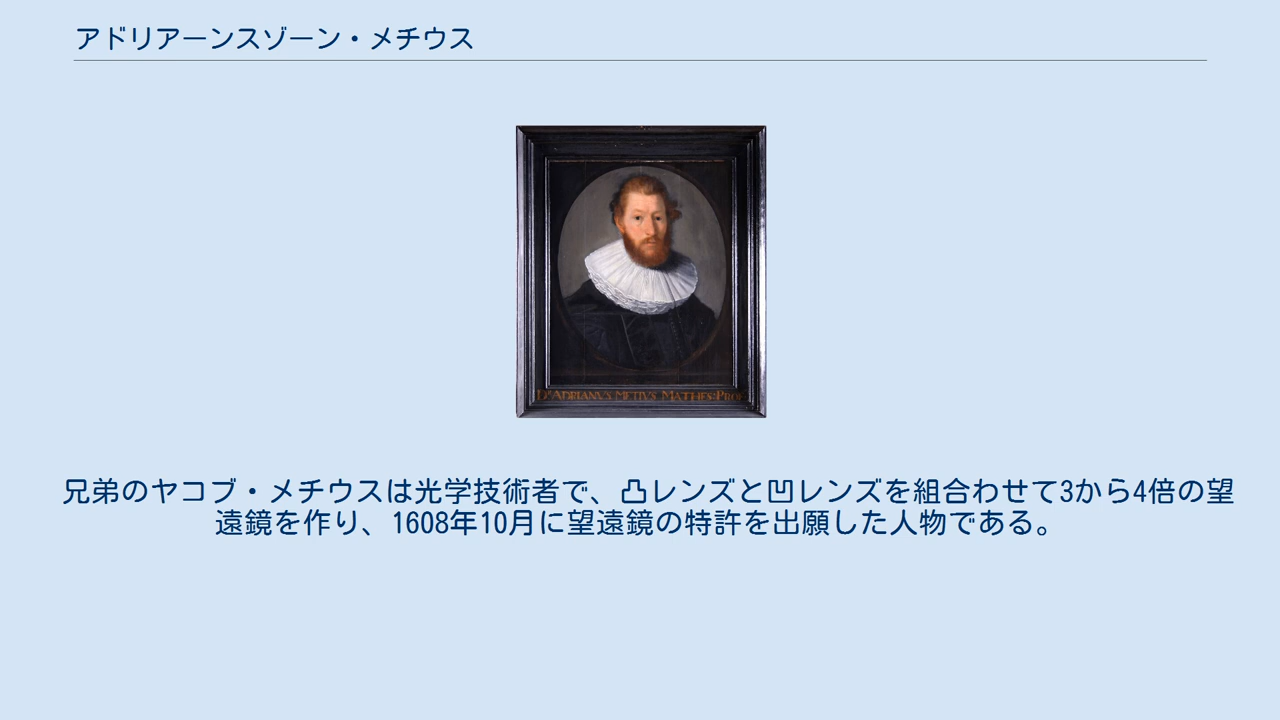 アドリアーンスゾーン・メチウス
Dr ADRIANVS METIVS MATHES: PROF
兄弟のヤコブ・メチウスは光学技術者で、凸レンズと凹レンズを組合わせて3から4倍の望
遠鏡を作り、1608年10月に望遠鏡の特許を出願した人物である。